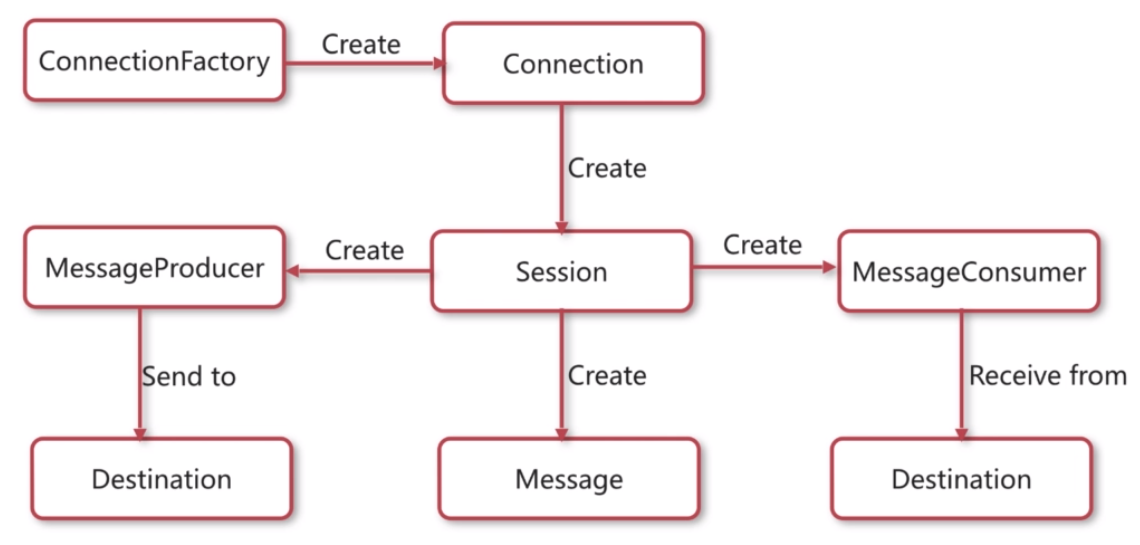 ConnectionFactory
Create
Connection
Create
MessageProducer
Create
Session
Create
MessageConsumer
Send to
Create
Receive from
Destination
Message
Destination